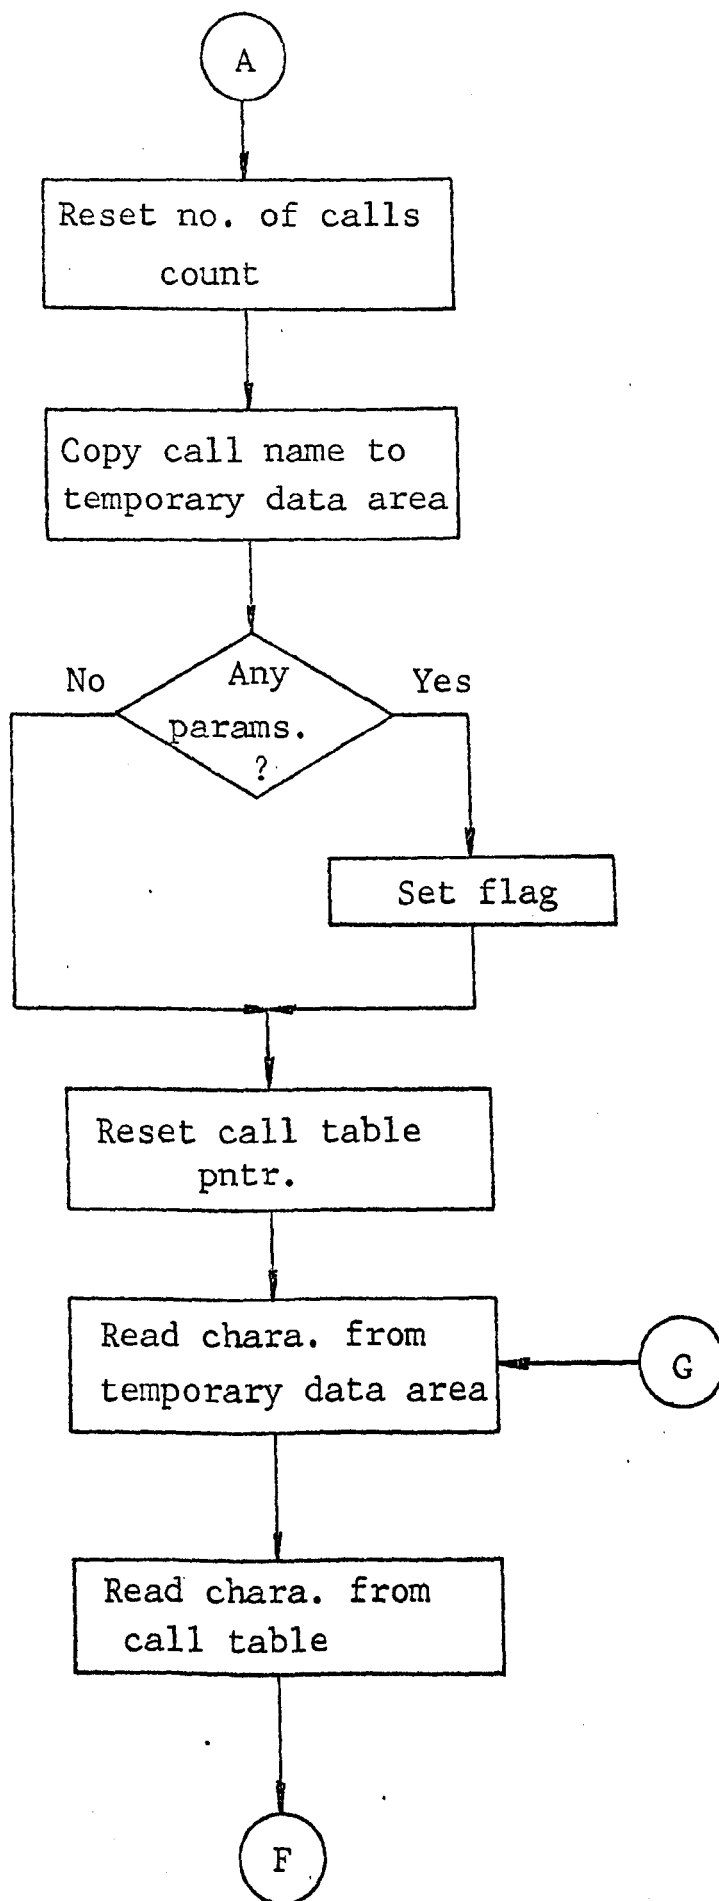 A
Reset no. of calls
count
Copy call name to
temporary data area
No
Any
Yes
params.
?
Set flag
Reset call table
pntr.
Read chara. from
temporary data area
G
Read chara. from
call table
F